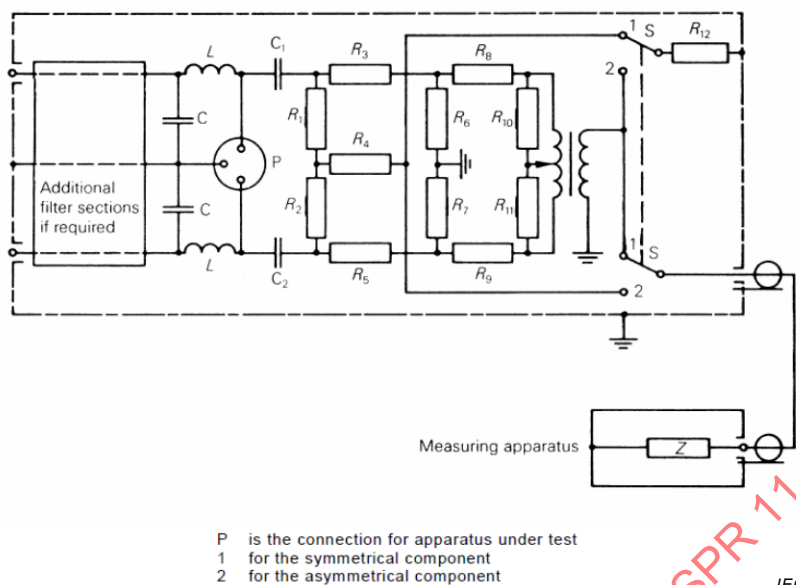 1 S R12
L C1 R3 R8
2
C R1 R6 R10
P R4
Additional
filter sections
if required
C R2 R7 R11
1 S
L C2 R5 R9
2
Measuring apparatus Z
P is the connection for apparatus under test
1 for the symmetrical component
2 for the asymmetrical component
SPR 11